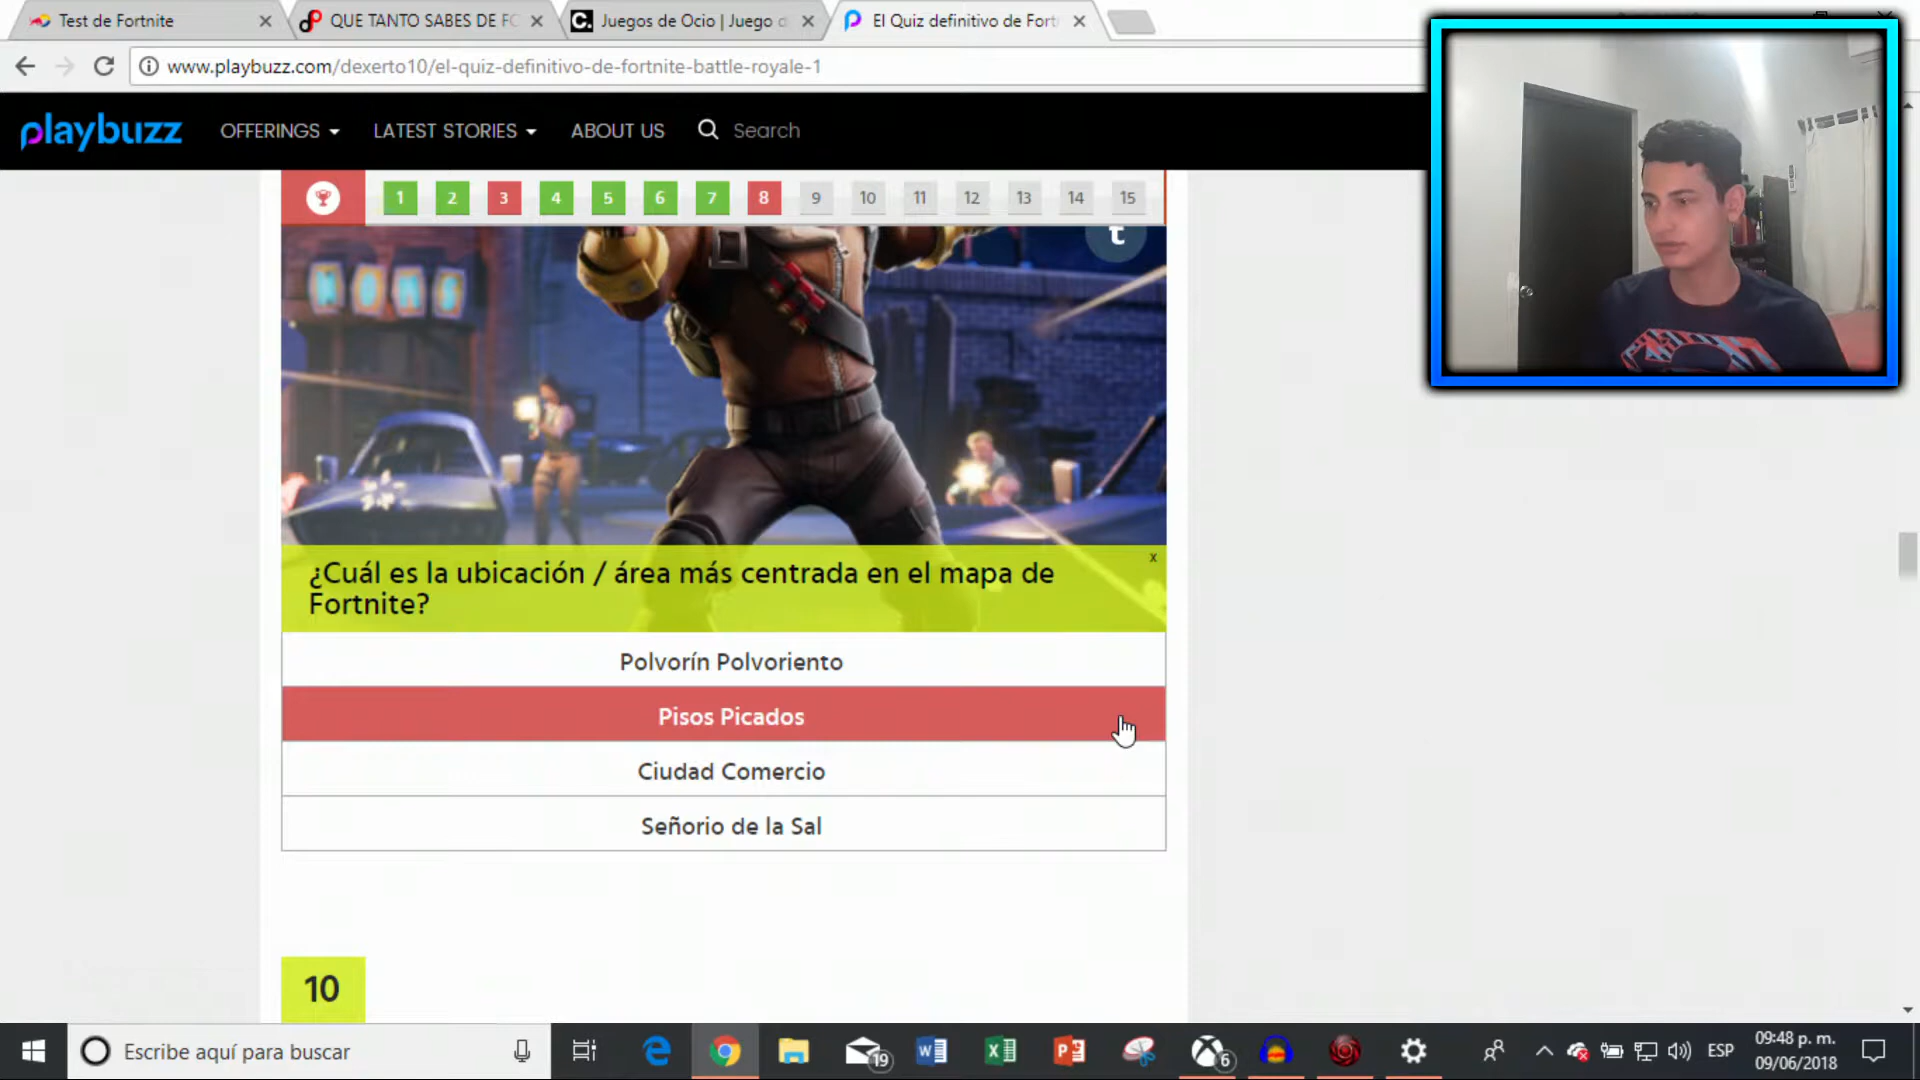 Test de Fortnite
QUE TANTO SABES DE FO
Juegos de Ocio | Juego d
El Quiz definitivo de Fort
www.playbuzz.com/dexerto10/el-quiz-definitivo-de-fortnite-battle-royale-1
playbuzz OFFERINGS LATEST STORIES ABOUT US Search
1 2 3 4 5 6 7 8 9 10 11 12 13 14 15
t
NOMS
x
¿Cuál es la ubicación / área más centrada en el mapa de
Fortnite?
Polvorín Polvoriento
Pisos Picados
Ciudad Comercio
Señorio de la Sal
10
Escribe aquí para buscar
19
6
ESP
09:48 p. m.
09/06/2018